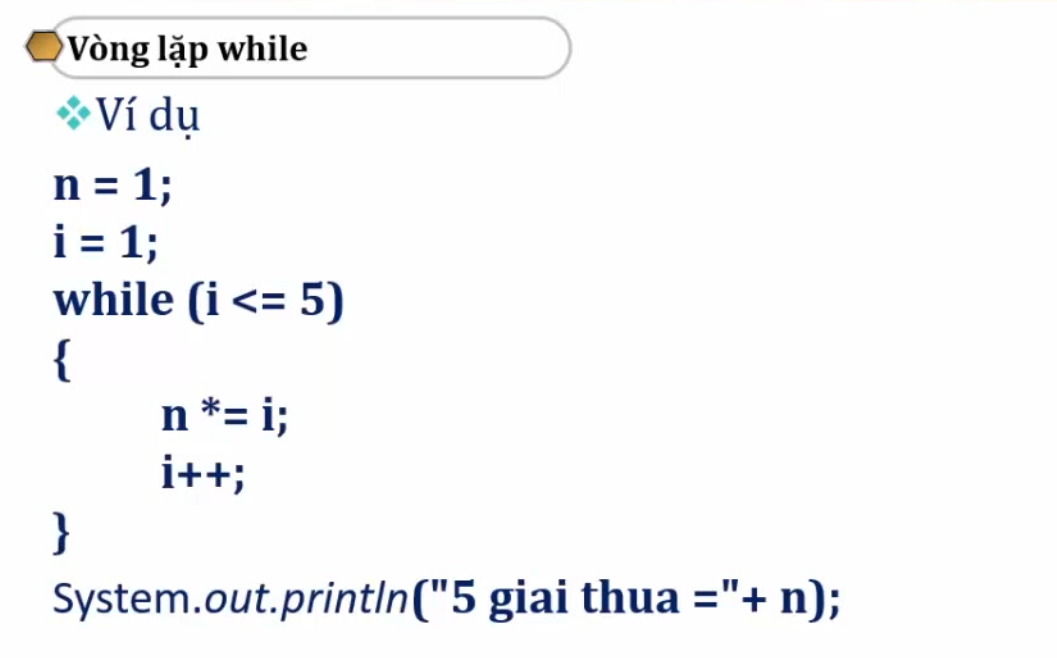 Vòng lặp while
Ví dụ
n = 1;
i = 1;
while (i <= 5)
{
n *= i;
i++;
}
System.out.println("5 giai thua ="+ n);